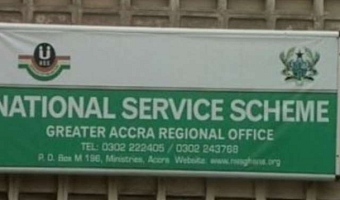 NATIONAL SERVICE SCHEME
GREATER ACCRA REGIONAL OFFICE
TEL: 0302 222405 / 0302 243768
P. O. Box M 196, Ministries, Accra Website: www.nssghana.org